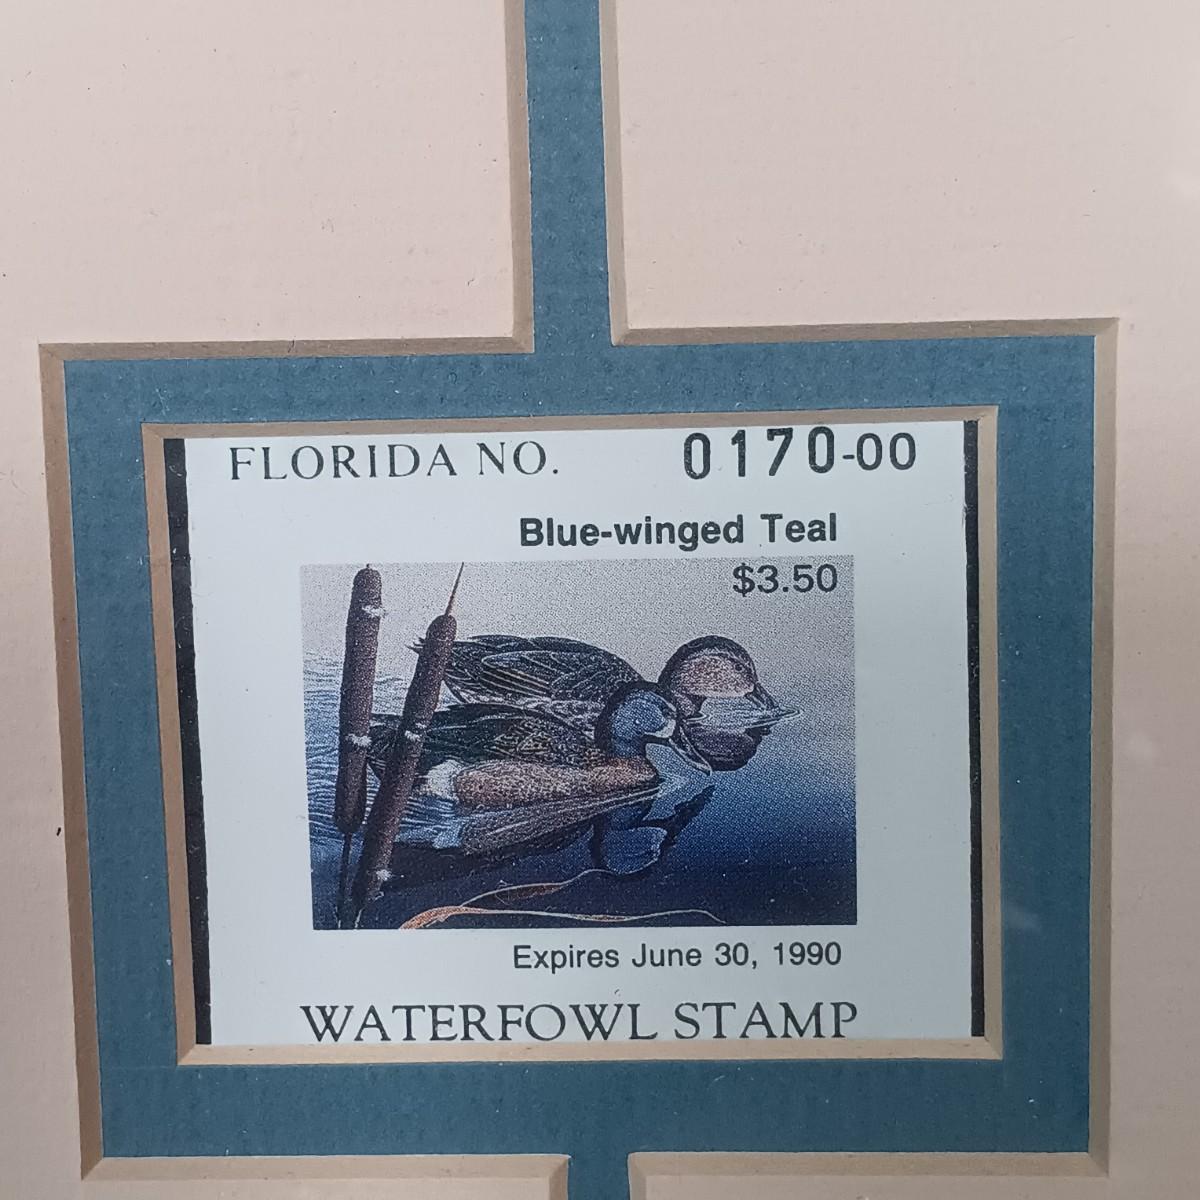 FLORIDA NO. 0170-00
Blue-winged Teal
$3.50
Expires June 30, 1990
WATERFOWL STAMP